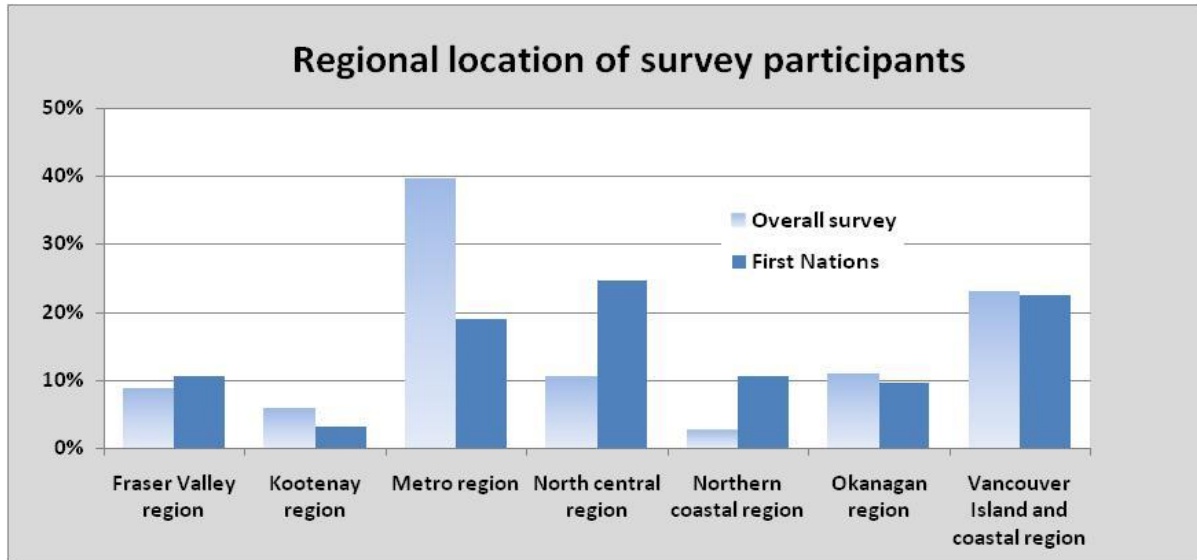 Regional location of survey participants
50%
40%
30%
20%
10%
0%
Overall survey
First Nations
Fraser Valley
region
Kootenay
region
Metro region
North central
region
Northern
coastal region
Okanagan
region
Vancouver
Island and
coastal region